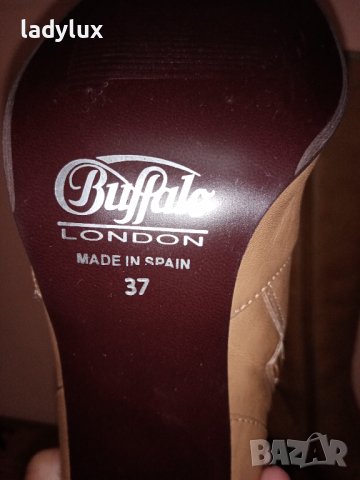 ladylux
Buffalo
LONDON
MADE IN SPAIN
37
BAZAR